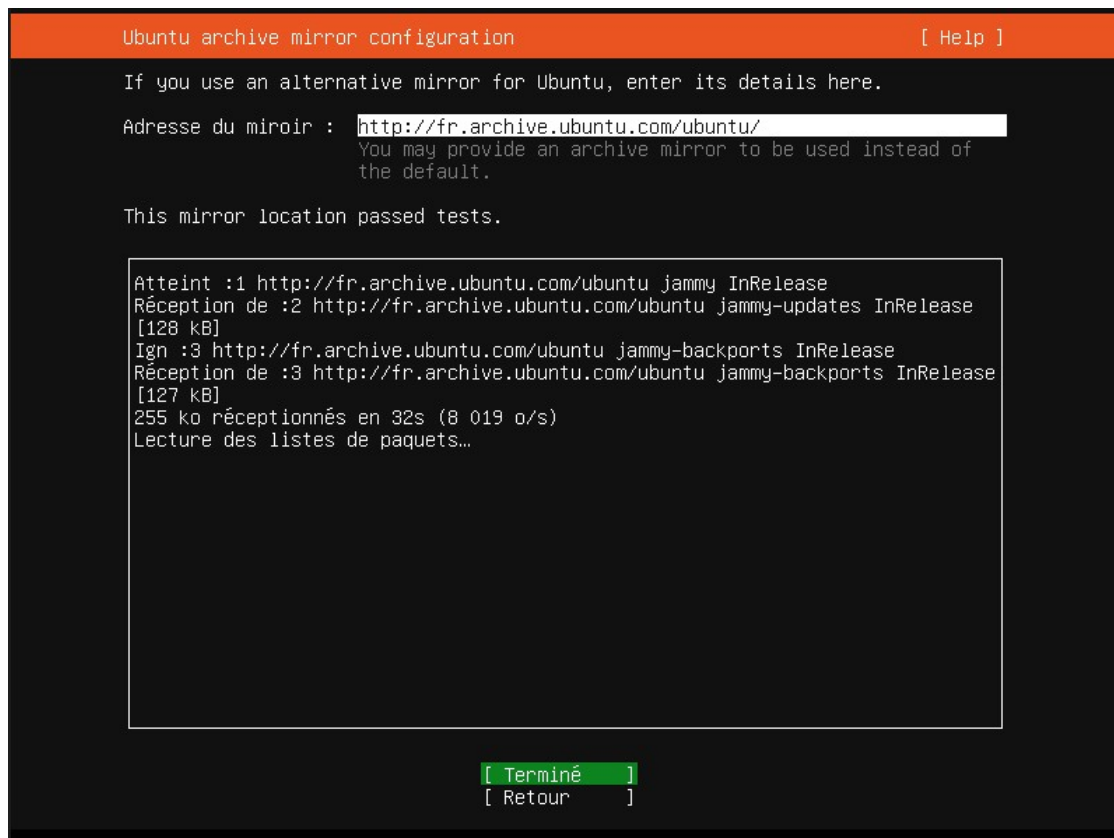 Ubuntu archive mirror configuration [ Help ]
If you use an alternative mirror for Ubuntu, enter its details here.
Adresse du miroir : http://fr.archive.ubuntu.com/ubuntu/
You may provide an archive mirror to be used instead of
the default.
This mirror location passed tests.
Atteint :1 http://fr.archive.ubuntu.com/ubuntu jammy InRelease
Réception de :2 http://fr.archive.ubuntu.com/ubuntu jammy-updates InRelease
[128 kB]
Ign :3 http://fr.archive.ubuntu.com/ubuntu jammy-backports InRelease
Réception de :3 http://fr.archive.ubuntu.com/ubuntu jammy-backports InRelease
[127 kB]
255 ko réceptionnés en 32s (8 019 o/s)
Lecture des listes de paquets…
[ Terminé ]
[ Retour ]